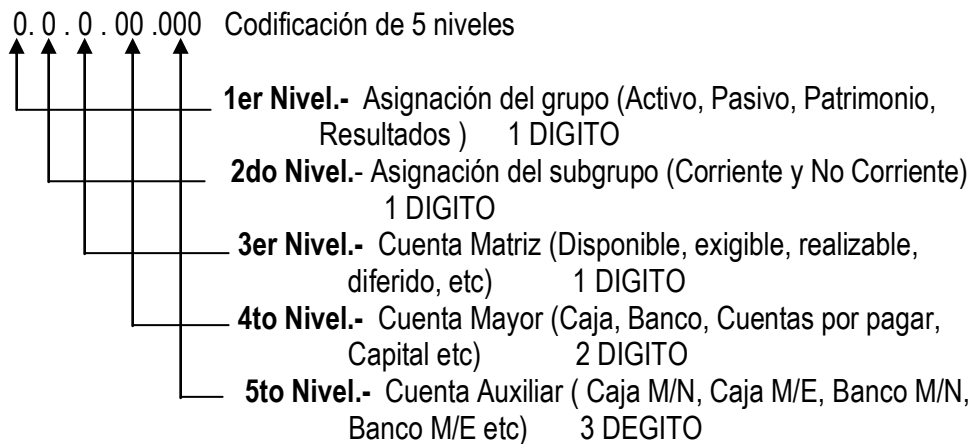 0. 0 . 0 . 00 .000 Codificación de 5 niveles
1er Nivel.- Asignación del grupo (Activo, Pasivo, Patrimonio,
Resultados ) 1 DIGITO
2do Nivel.- Asignación del subgrupo (Corriente y No Corriente)
1 DIGITO
3er Nivel.- Cuenta Matriz (Disponible, exigible, realizable,
diferido, etc) 1 DIGITO
4to Nivel.- Cuenta Mayor (Caja, Banco, Cuentas por pagar,
Capital etc) 2 DIGITO
5to Nivel.- Cuenta Auxiliar ( Caja M/N, Caja M/E, Banco M/N,
Banco M/E etc) 3 DEGITO